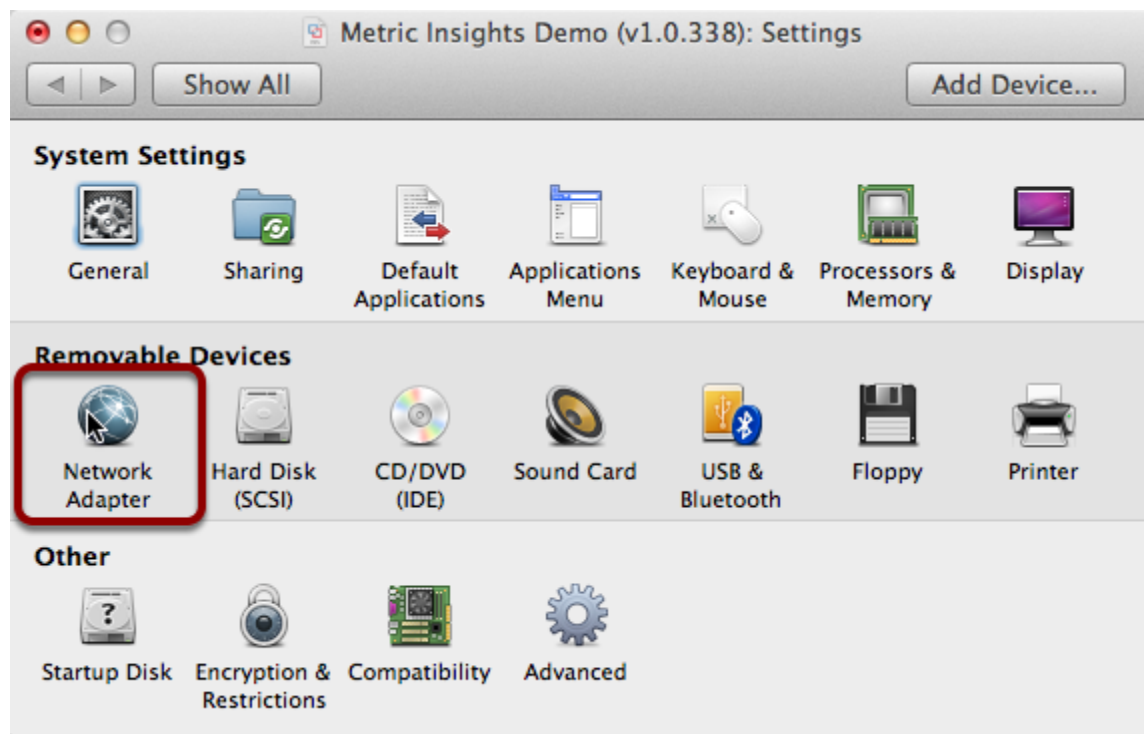 Metric Insights Demo (v1.0.338): Settings
Show All
Add Device...
System Settings
General
Sharing
Default
Applications
Applications
Menu
Keyboard &
Mouse
Processors &
Memory
Display
Removable Devices
Network
Adapter
Hard Disk
(SCSI)
CD/DVD
(IDE)
Sound Card
USB &
Bluetooth
Floppy
Printer
Other
?
Startup Disk
Encryption &
Restrictions
Compatibility
Advanced